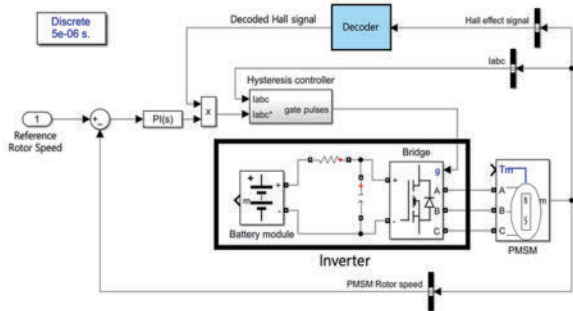 Discrete
5e-06 s.
Decoded Hall signal
Decoder
Hall effect signal
Iabc
Hysteresis controller
Iabc
Iabc*
gate pulses
1
Reference
Rotor Speed
PI(s)
x
Bridge
g
Tm
+
-
m
+
-
A
B
C
A
B
C
m
N
S
Battery module
PMSM
Inverter
PMSM Rotor speed